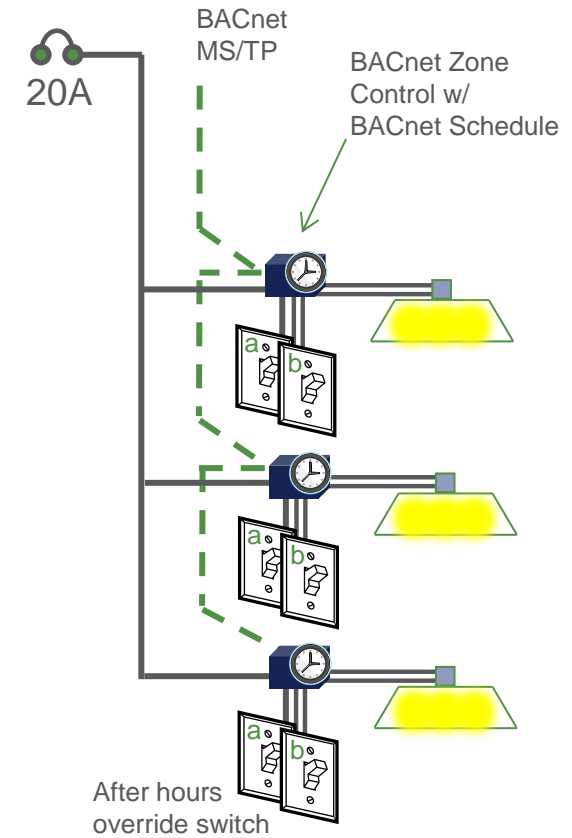 BACnet
MS/TP
BACnet Zone
Control w/
BACnet Schedule
20A
a
b
a
b
a
b
After hours
override switch